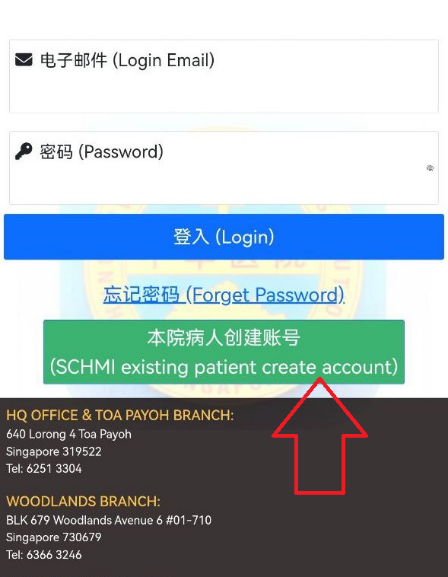 电子邮件 (Login Email)
密码 (Password)
登入 (Login)
忘记密码 (Forget Password)
本院病人创建账号
(SCHMI existing patient create account)
HQ OFFICE & TOA PAYOH BRANCH:
640 Lorong 4 Toa Payoh
Singapore 319522
Tel: 6251 3304
WOODLANDS BRANCH:
BLK 679 Woodlands Avenue 6 #01-710
Singapore 730679
Tel: 6366 3246